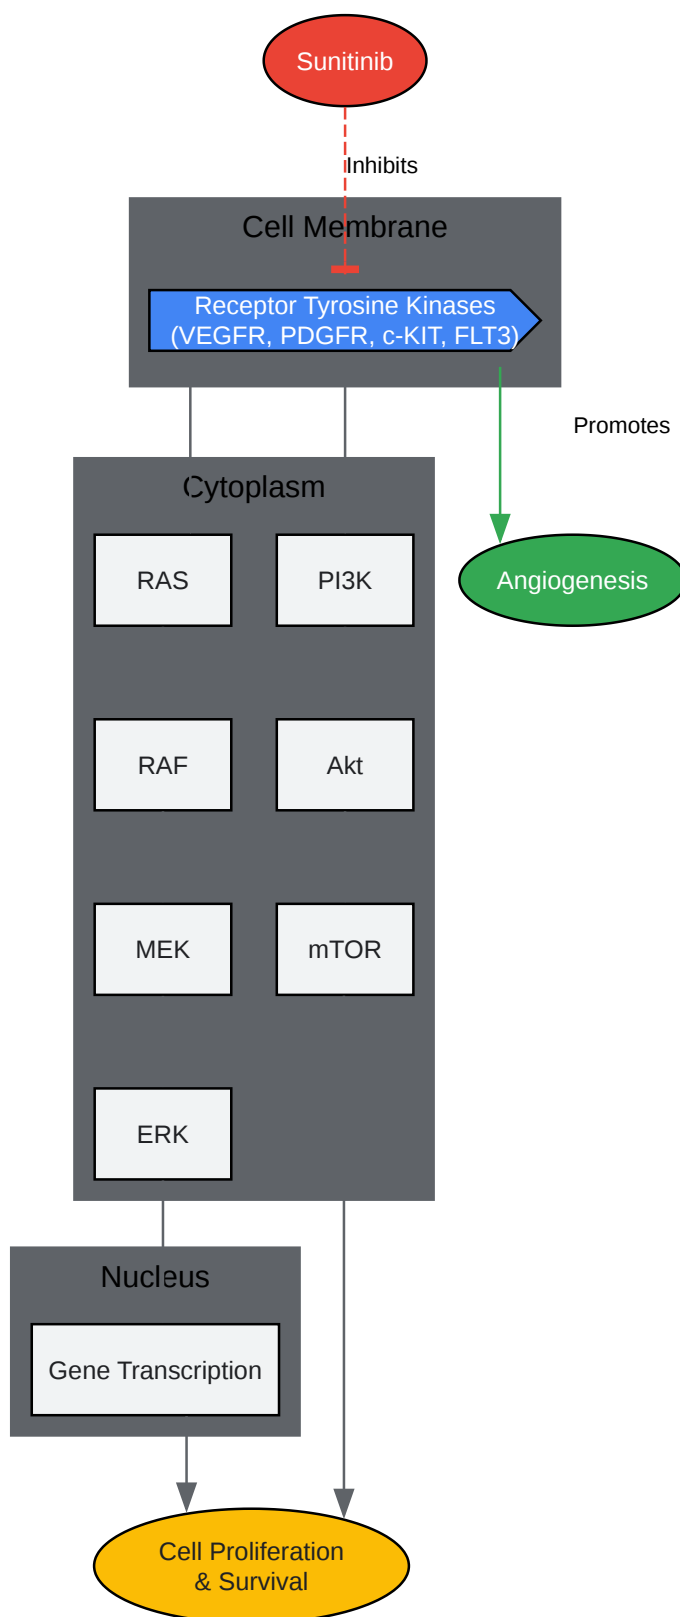 Sunitinib
Inhibits
Cell Membrane
Receptor Tyrosine Kinases
(VEGFR, PDGFR, c-KIT, FLT3)
Promotes
Cytoplasm
RAS
PI3K
Angiogenesis
RAF
Akt
MEK
mTOR
ERK
Nucleus
Gene Transcription
Cell Proliferation
& Survival